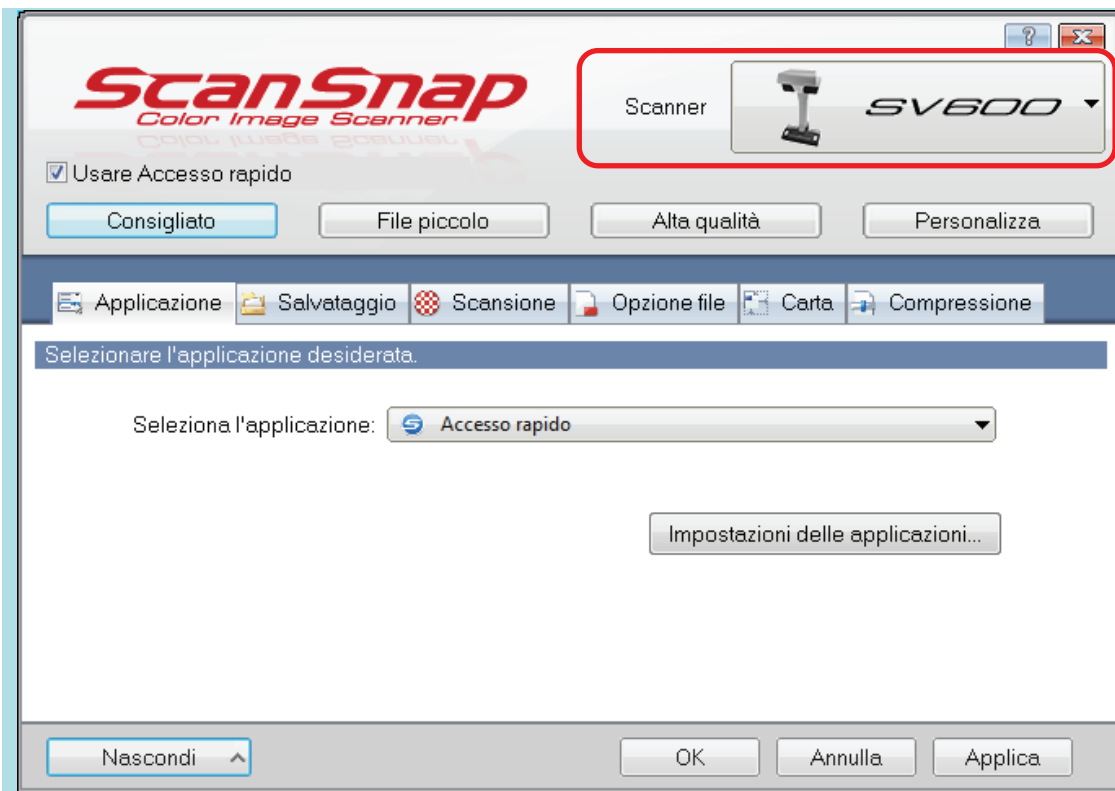 ScanSnap
Color Image Scanner
Scanner SV600
Usare Accesso rapido
Consigliato File piccolo Alta qualità Personalizza
Applicazione Salvataggio Scansione Opzione file Carta Compressione
Selezionare l'applicazione desiderata.
Seleziona l'applicazione: Accesso rapido
Impostazioni delle applicazioni...
Nascondi OK Annulla Applica